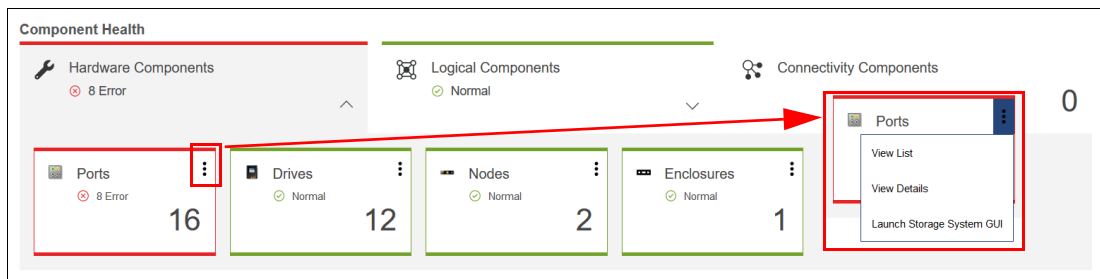 Component Health
Hardware Components
8 Error
Logical Components
Normal
Connectivity Components
0
Ports
8 Error
16
Drives
Normal
12
Nodes
Normal
2
Enclosures
Normal
1
Ports
View List
View Details
Launch Storage System GUI